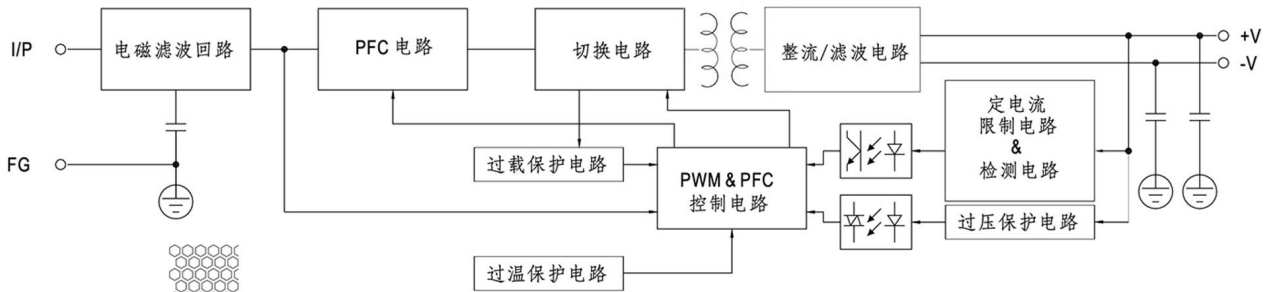 I/P
电磁滤波回路
PFC 电路
切换电路
整流/滤波电路
+V
-V
定电流
限制电路
&
检测电路
FG
过载保护电路
PWM & PFC
控制电路
过压保护电路
过温保护电路